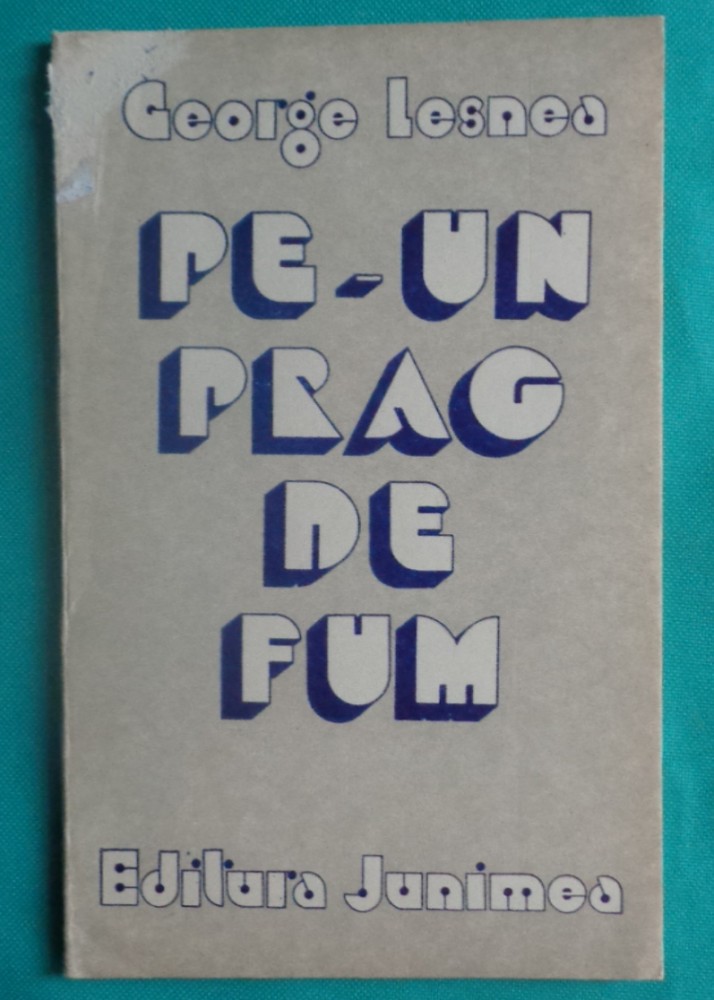 George Lesnea
PE-UN
PRAG
DE
FUM
Editura Junimea